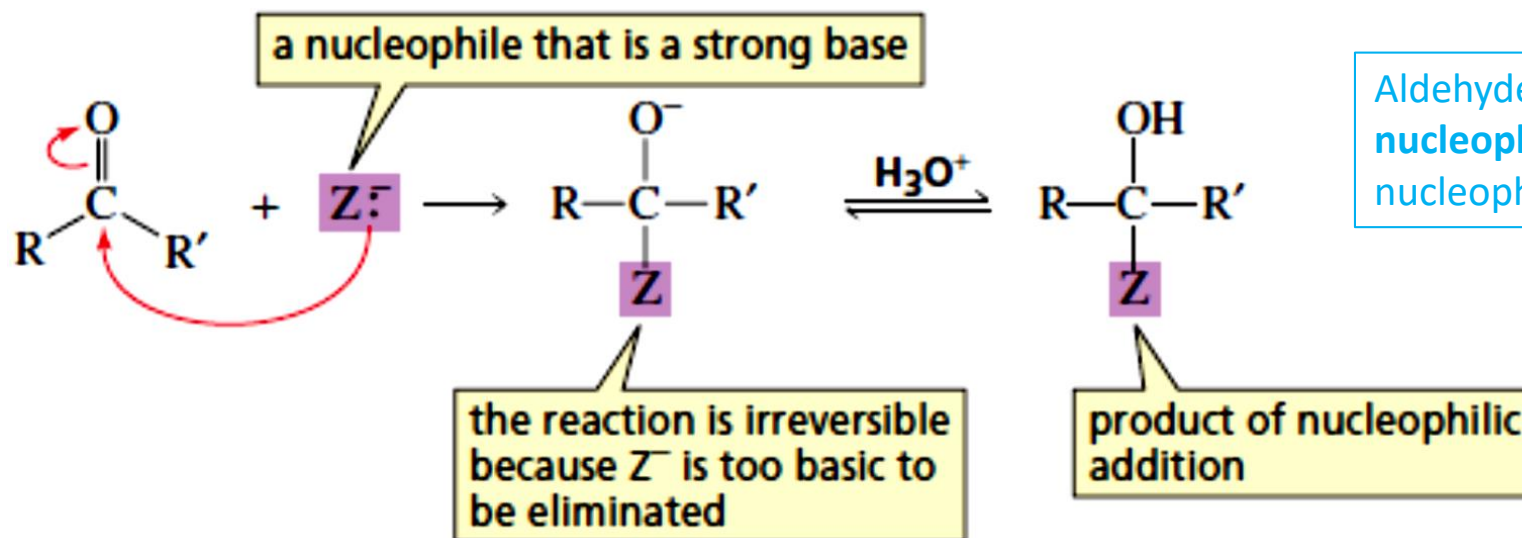 a nucleophile that is a strong base
O
C
R
R′
+
Z:⁻
O⁻
R—C—R′
Z
H₃O⁺
OH
R—C—R′
Z
the reaction is irreversible
because Z⁻ is too basic to
be eliminated
product of nucleophilic
addition
nucleoph
nucleoph